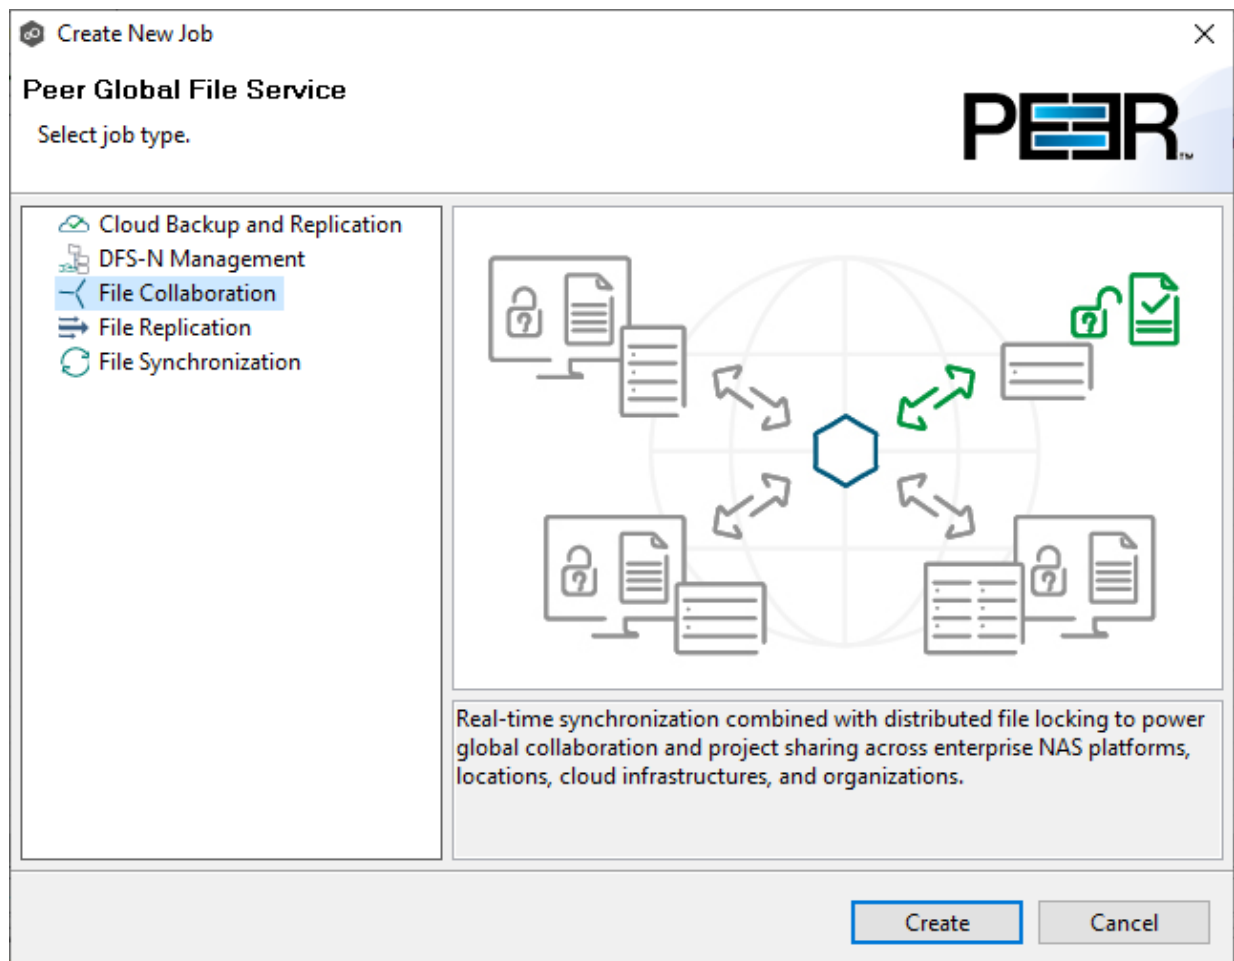 Create New Job
Peer Global File Service
Select job type.
PEER
TM
Cloud Backup and Replication
DFS-N Management
File Collaboration
File Replication
File Synchronization
?
?
?
Real-time synchronization combined with distributed file locking to power
global collaboration and project sharing across enterprise NAS platforms,
locations, cloud infrastructures, and organizations.
Create
Cancel